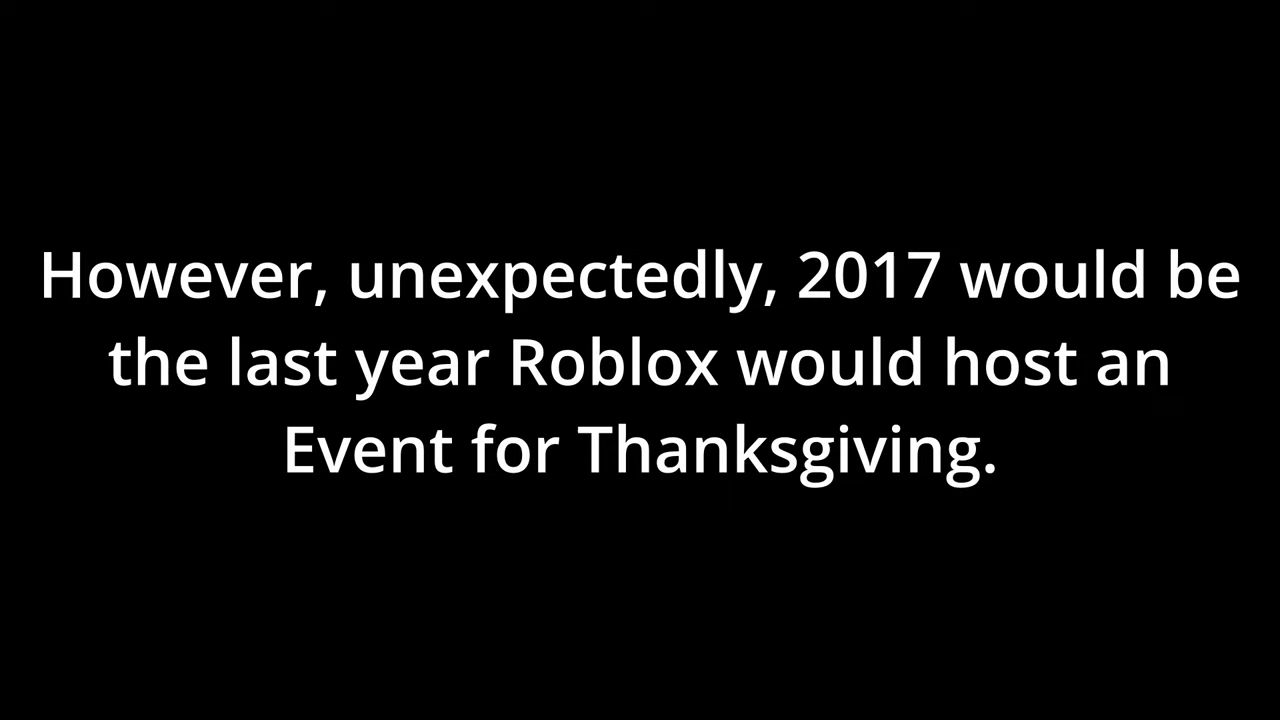 However, unexpectedly, 2017 would be
the last year Roblox would host an
Event for Thanksgiving.